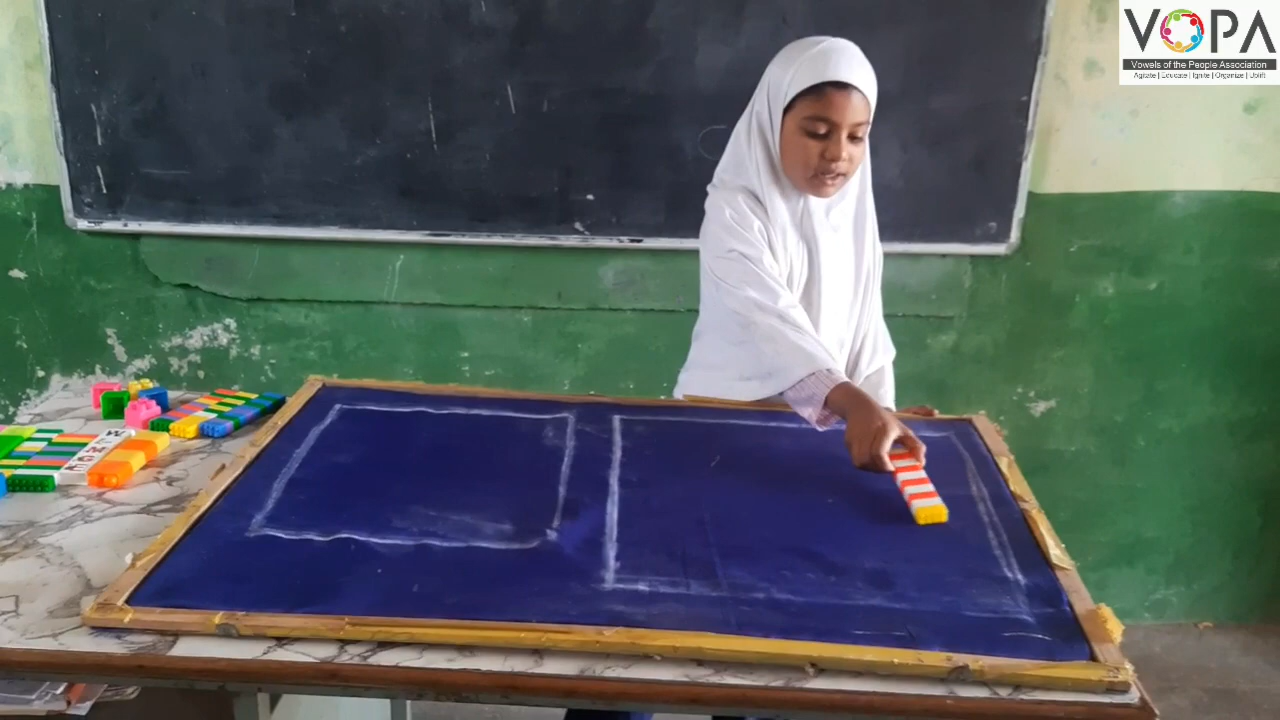 VOPA
Vowels of the People Association
Agitate | Educate | Ignite | Organize | Uplift